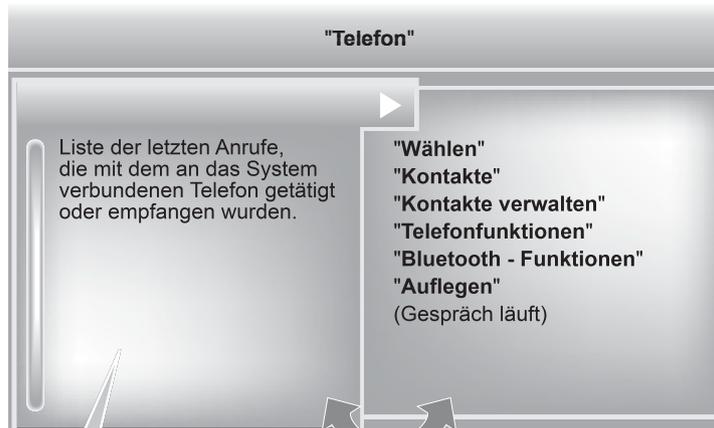 "Telefon"
Liste der letzten Anrufe,
die mit dem an das System
verbundenen Telefon getätigt
oder empfangen wurden.
"Wählen"
"Kontakte"
"Kontakte verwalten"
"Telefonfunktionen"
"Bluetooth - Funktionen"
"Auflegen"
(Gespräch läuft)